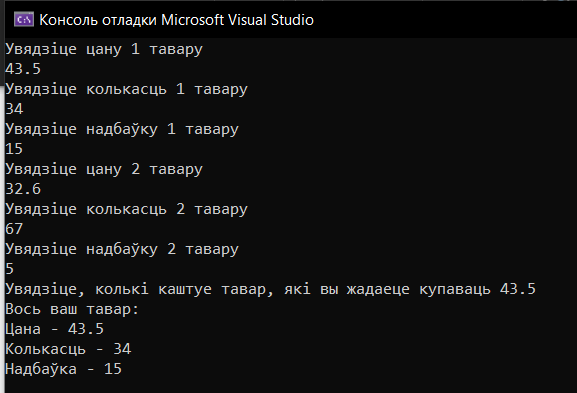 Консоль отладки Microsoft Visual Studio
Увядзіце цану 1 тавару
43.5
Увядзіце колькасць 1 тавару
34
Увядзіце надбаўку 1 тавару
15
Увядзіце цану 2 тавару
32.6
Увядзіце колькасць 2 тавару
67
Увядзіце надбаўку 2 тавару
5
Увядзіце, колькі каштуе тавар, які вы жадаеце купаваць 43.5
Вось ваш тавар:
Цана - 43.5
Колькасць - 34
Надбаўка - 15